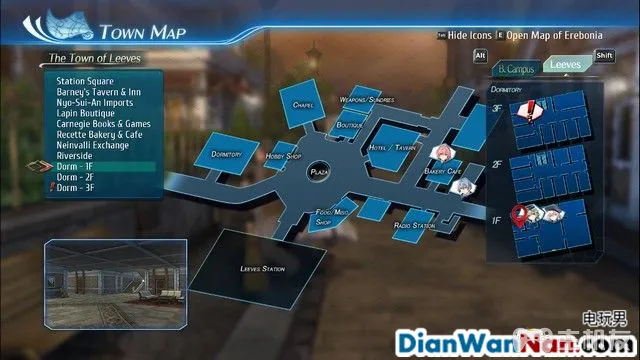 Town Map
Tab Hide Icons E Open Map of Erebonia
The Town of Leeves
Alt B. Campus Leeves Shift
Station Square
Barney's Tavern & Inn
Nyo-Sui-An Imports
Lapin Boutique
Carnegie Books & Games
Recette Bakery & Cafe
Neinvalli Exchange
Riverside
Dorm - 1F
Dorm - 2F
Dorm - 3F
Chapel
Weapons/Sundries
Boutique
Dormitory
Hobby Shop
Hotel / Tavern
Plaza
Bakery Cafe
Food/Misc
Shop
Radio Station
Leeves Station
Dormitory
3F
2F
1F
电玩男
DianWanNan.com